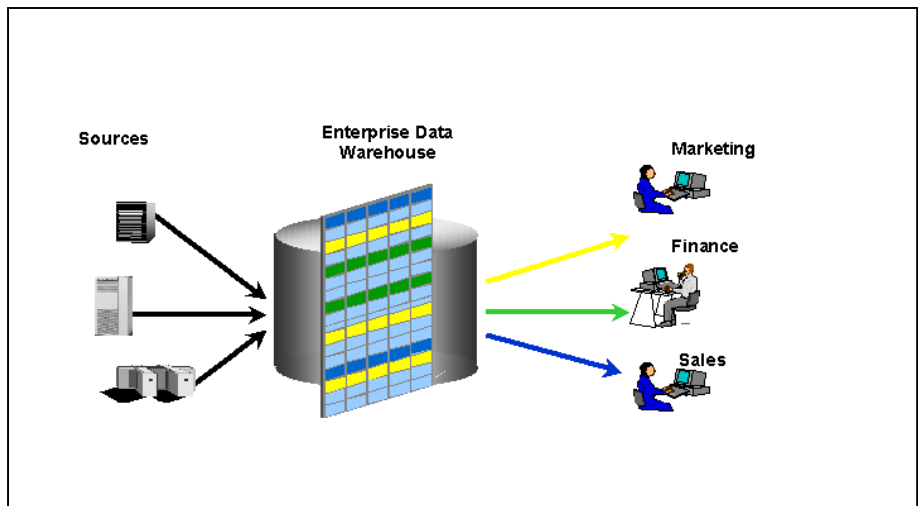 Sources
Enterprise Data
Warehouse
Marketing
Finance
Sales